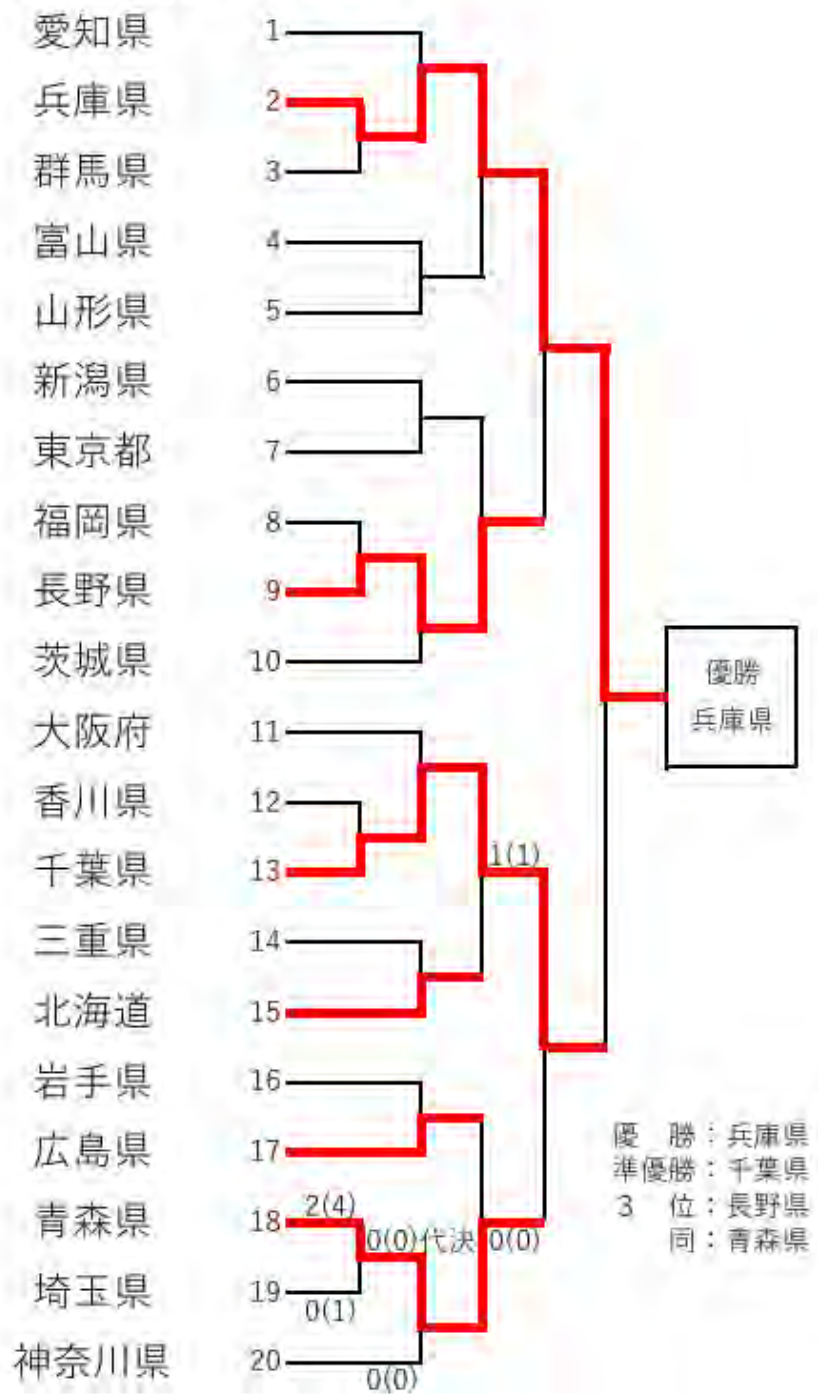 愛知県 1
兵庫県 2
群馬県 3
富山県 4
山形県 5
新潟県 6
東京都 7
福岡県 8
長野県 9
茨城県 10
優勝
兵庫県
大阪府 11
香川県 12
千葉県 13 1(1)
三重県 14
北海道 15
岩手県 16
広島県 17
優　勝：兵庫県
準優勝：千葉県
3　位：長野県
同：青森県
青森県 18 2(4)
0(0)代決 0(0)
埼玉県 19 0(1)
神奈川県 20 0(0)